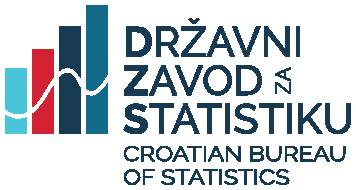 DRŽAVNI
ZAVOD ZA
STATISTIKU
CROATIAN BUREAU
OF STATISTICS